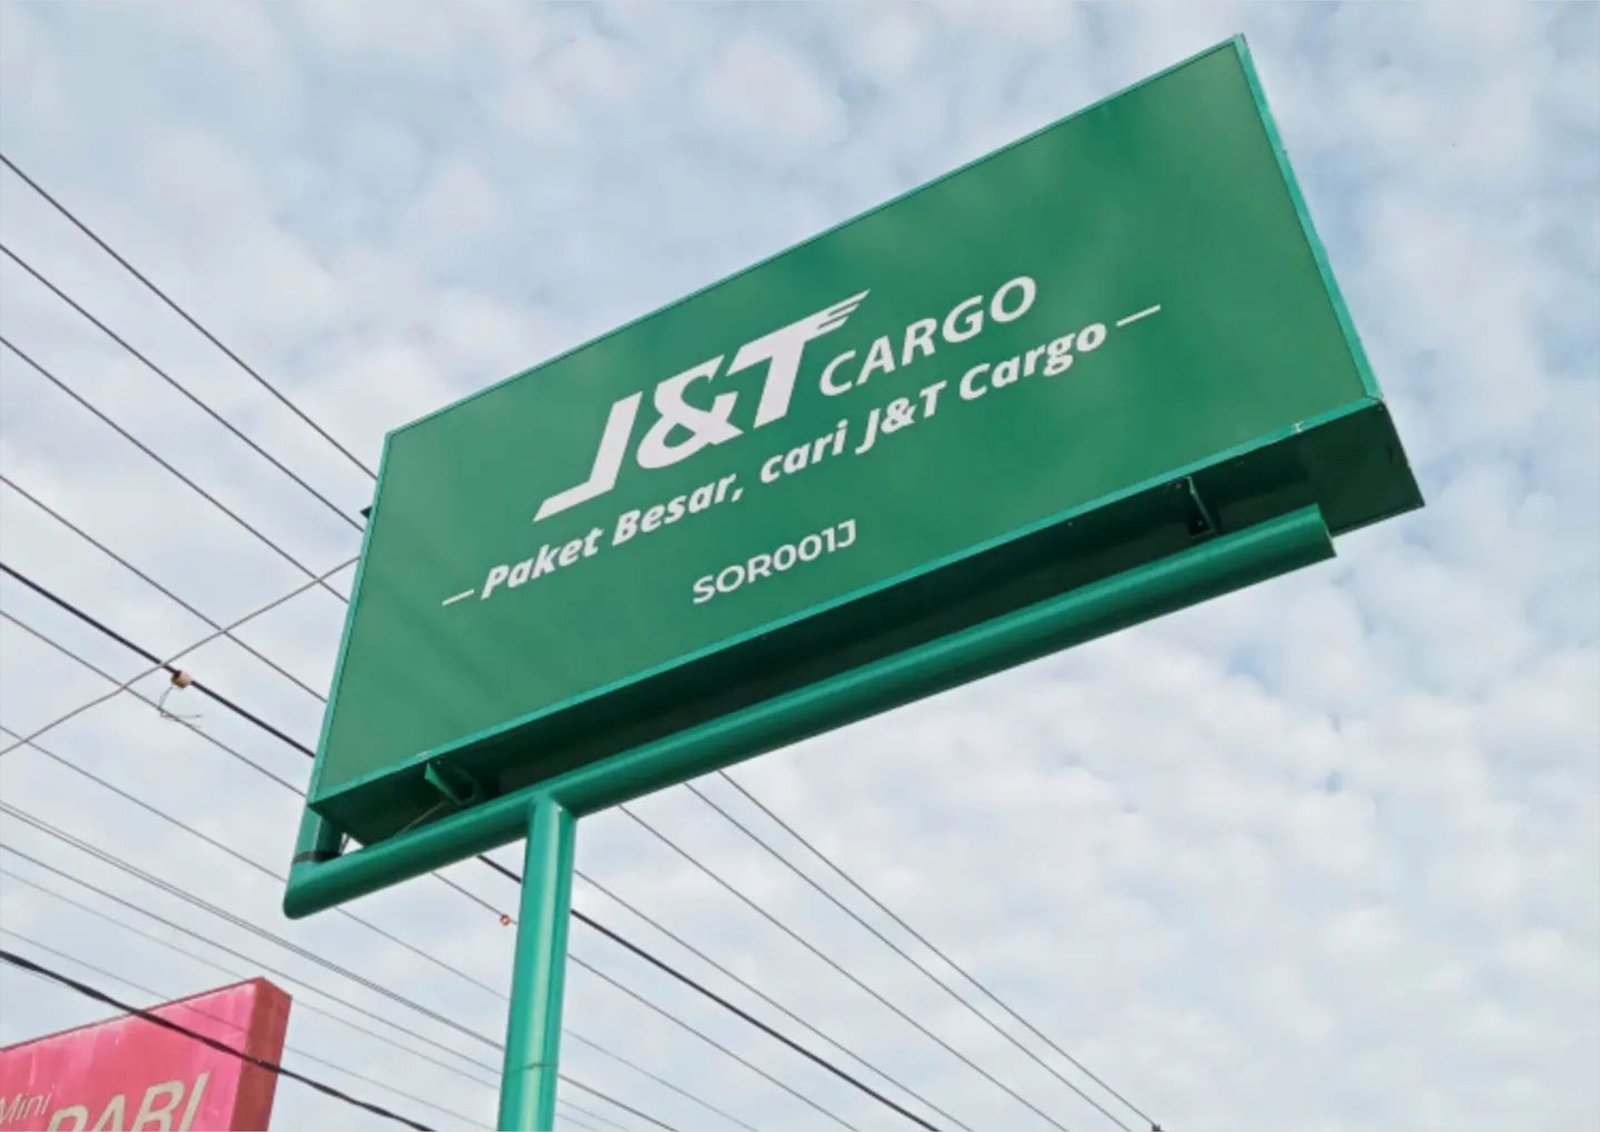 J&T CARGO
— Paket Besar, cari J&T Cargo —
SOR001J
Mini